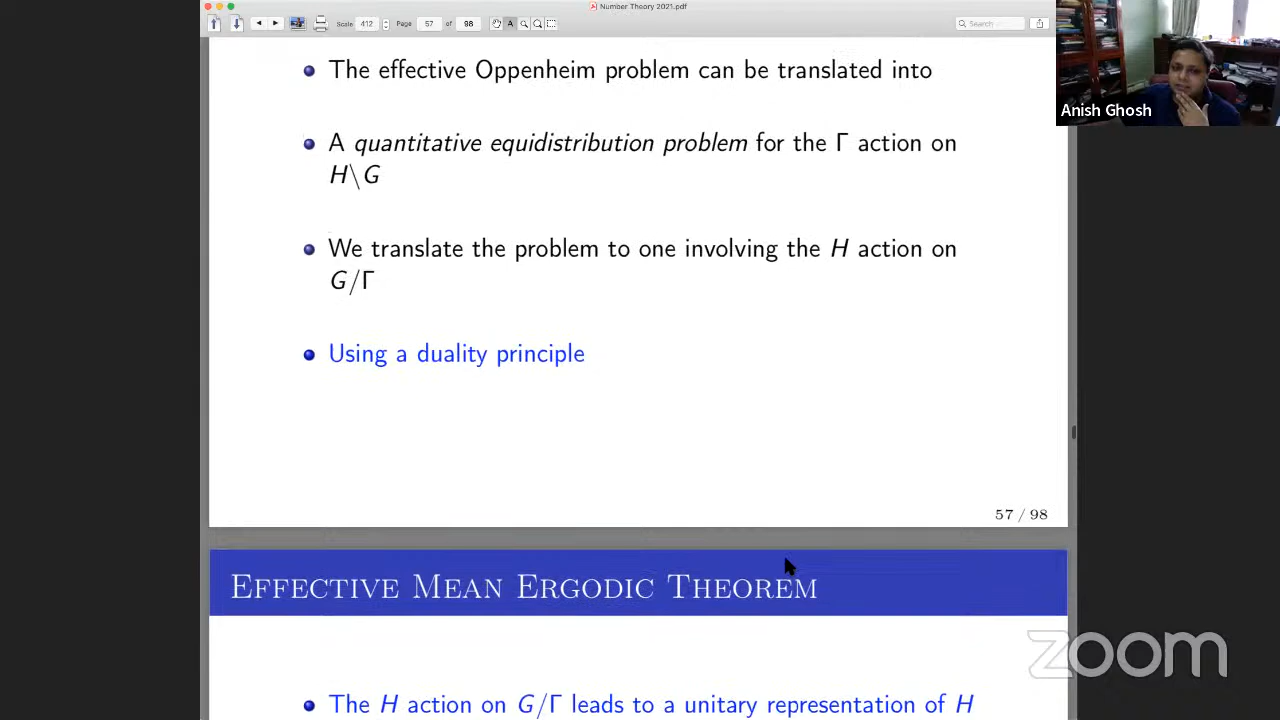 Number Theory 2021.pdf
Scale 412 Page 57 of 98 Search
The effective Oppenheim problem can be translated into
A quantitative equidistribution problem for the Γ action on
H\G
We translate the problem to one involving the H action on
G/Γ
Using a duality principle
57 / 98
Effective Mean Ergodic Theorem
The H action on G/Γ leads to a unitary representation of H
Anish Ghosh
zoom